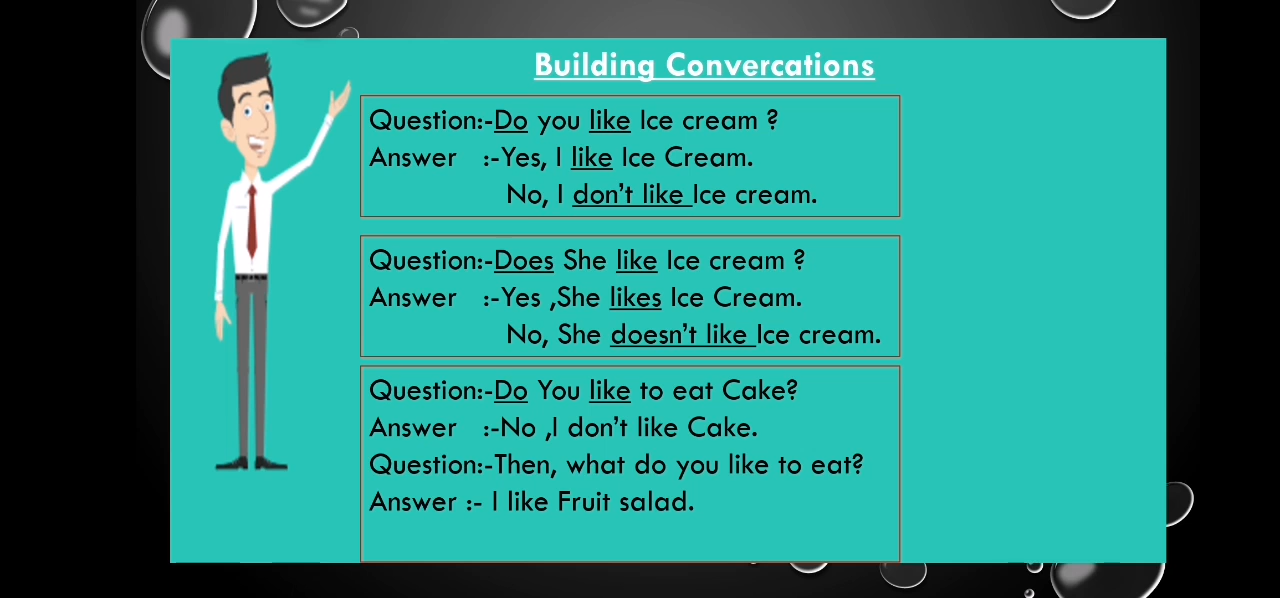 Building Convercations
Question:-Do you like Ice cream ?
Answer :-Yes, I like Ice Cream.
No, I don't like Ice cream.
Question:-Does She like Ice cream ?
Answer :-Yes ,She likes Ice Cream.
No, She doesn't like Ice cream.
Question:-Do You like to eat Cake?
Answer :-No ,I don't like Cake.
Question:-Then, what do you like to eat?
Answer :- I like Fruit salad.